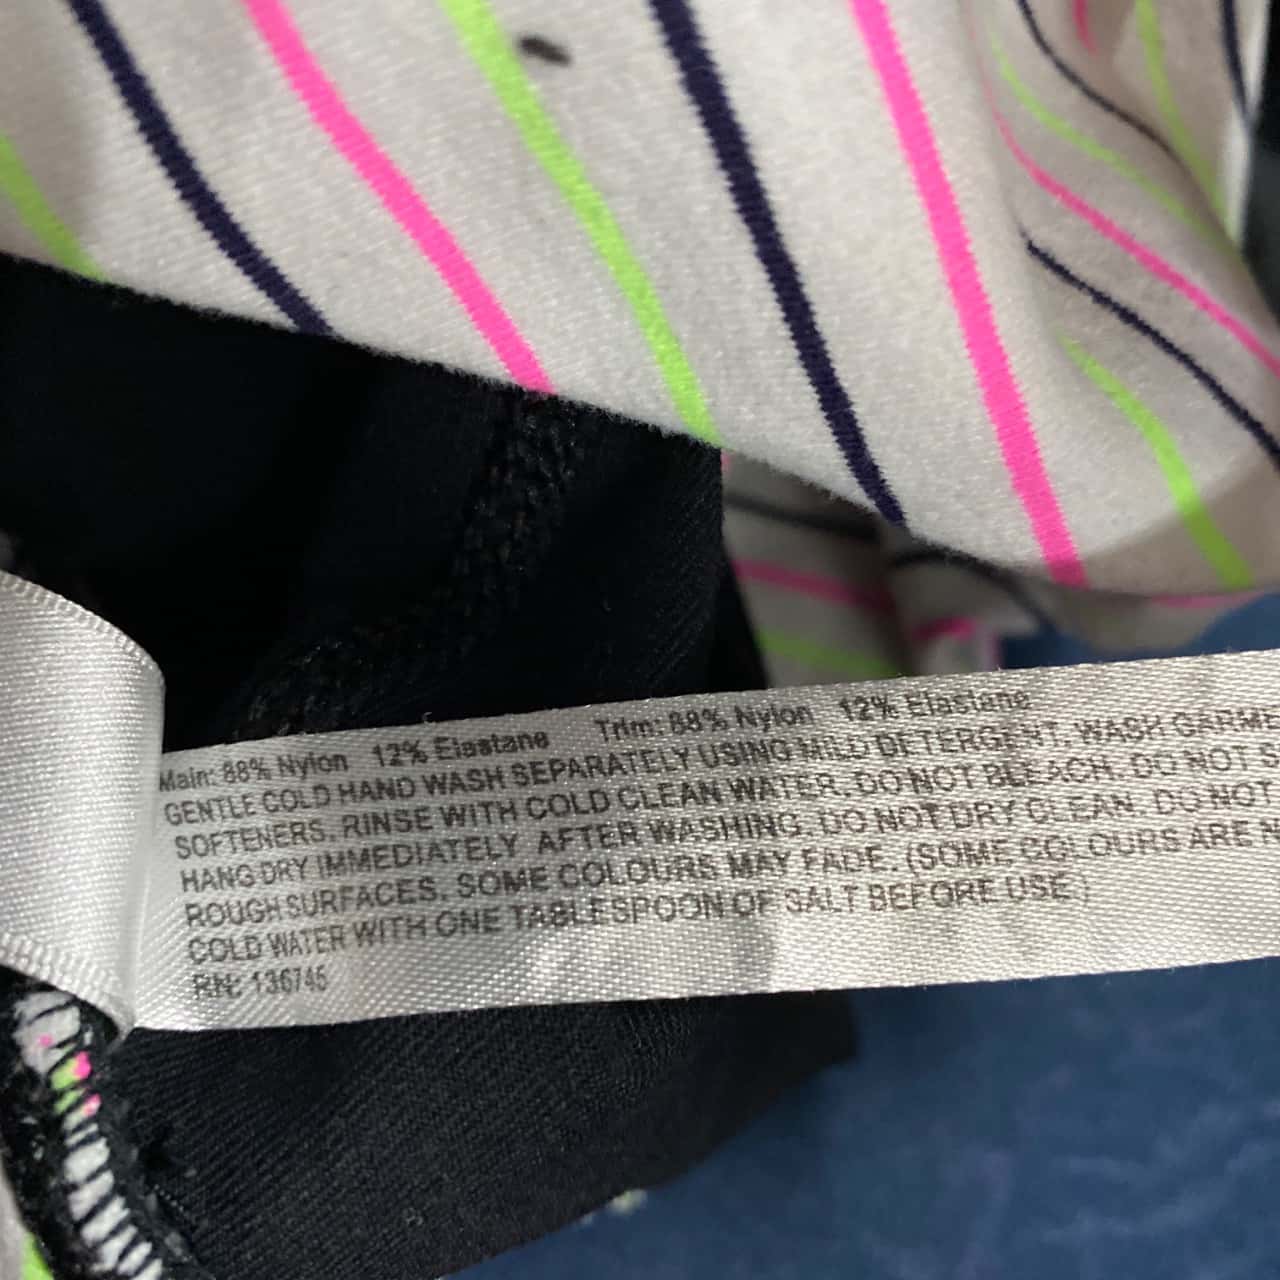 Main: 88% Nylon 12% Elastane Trim: 88% Nylon 12% Elastane
GENTLE COLD HAND WASH SEPARATELY USING MILD DETERGENT. WASH GARME
SOFTENERS. RINSE WITH COLD CLEAN WATER. DO NOT BLEACH. DO NOT S
HANG DRY IMMEDIATELY AFTER WASHING. DO NOT DRY CLEAN. DO NOT
ROUGH SURFACES. SOME COLOURS MAY FADE. (SOME COLOURS ARE N
COLD WATER WITH ONE TABLESPOON OF SALT BEFORE USE)
RN: 136745